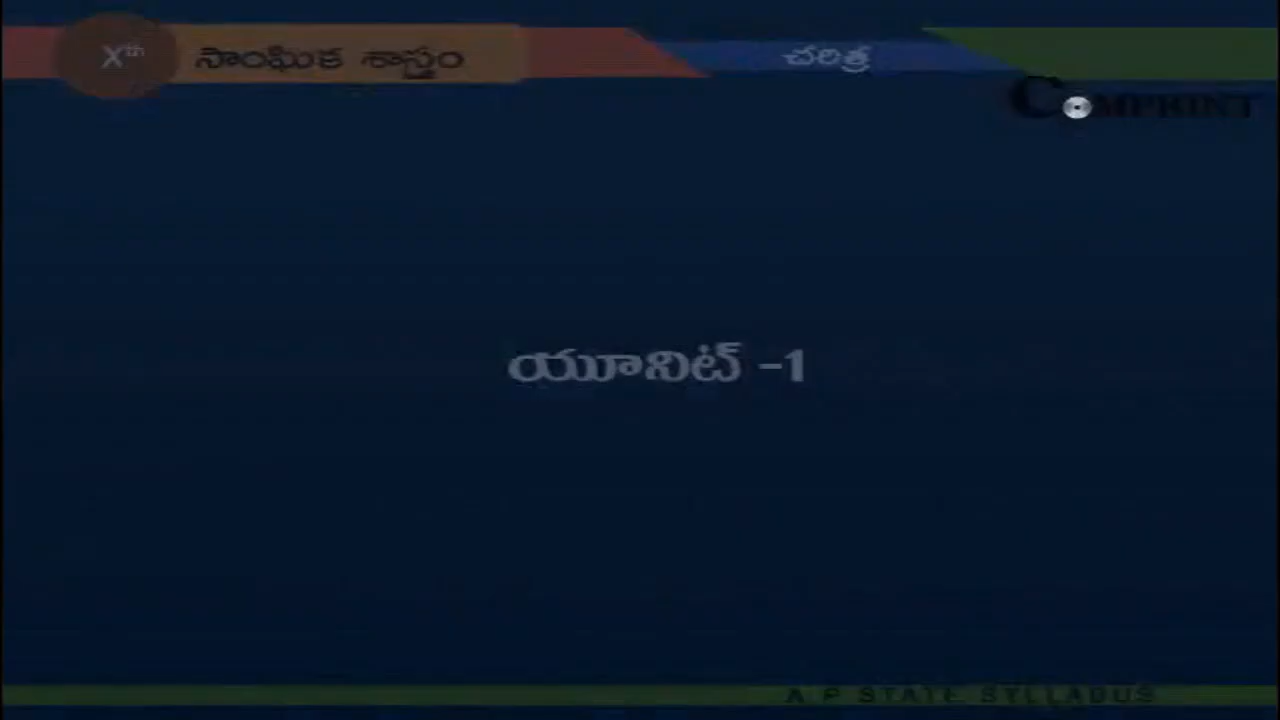 Xth సాంఘిక శాస్త్రం చరిత్ర
COMPRINT
యూనిట్ -1
A P STATE SYLLABUS